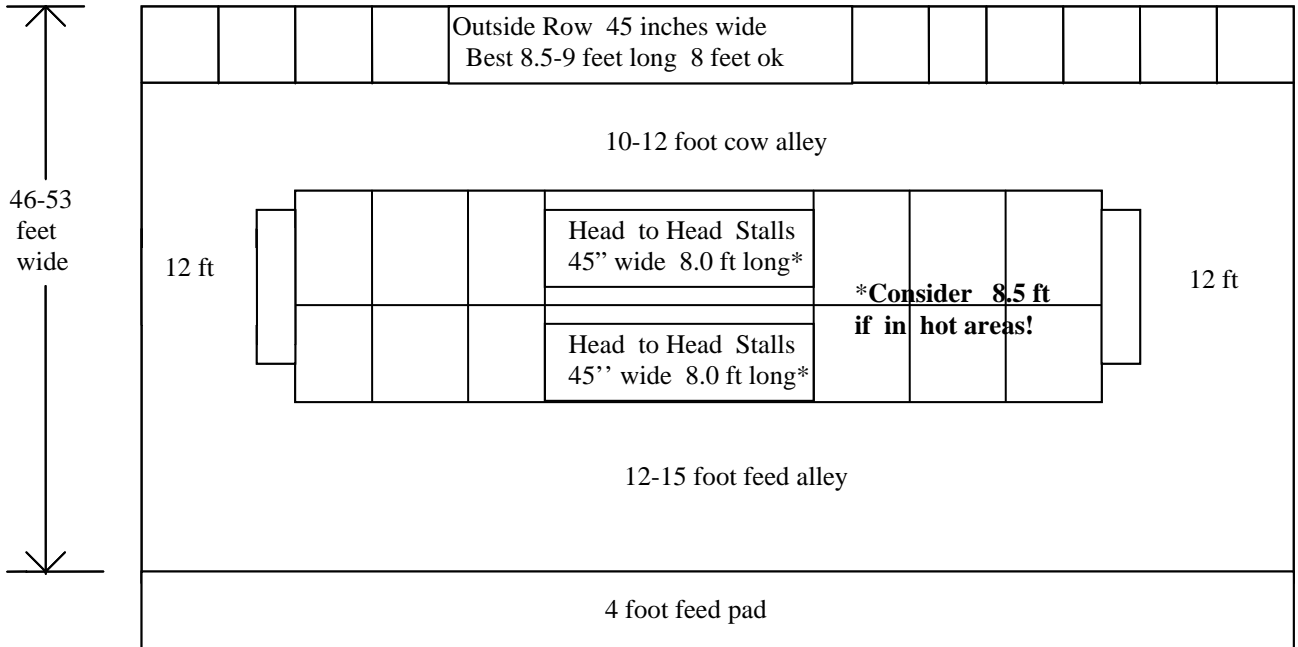 Outside Row 45 inches wide
Best 8.5-9 feet long 8 feet ok
10-12 foot cow alley
46-53
feet
wide
12 ft
Head to Head Stalls
45” wide 8.0 ft long*
*Consider 8.5 ft
if in hot areas!
12 ft
Head to Head Stalls
45’’ wide 8.0 ft long*
12-15 foot feed alley
4 foot feed pad